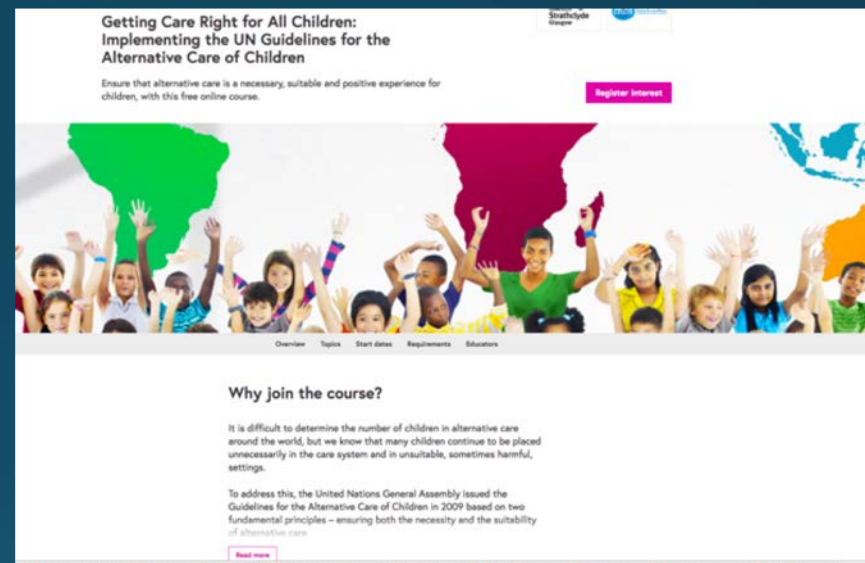 Getting Care Right for All Children:
Implementing the UN Guidelines for the
Alternative Care of Children
Strathclyde
Glasgow
Ensure that alternative care is a necessary, suitable and positive experience for
children, with this free online course.
Register interest
Overview Topics Start dates Requirements Educators
Why join the course?
It is difficult to determine the number of children in alternative care
around the world, but we know that many children continue to be placed
unnecessarily in the care system and in unsuitable, sometimes harmful,
settings.
To address this, the United Nations General Assembly issued the
Guidelines for the Alternative Care of Children in 2009 based on two
fundamental principles – ensuring both the necessity and the suitability
of alternative care
Read more